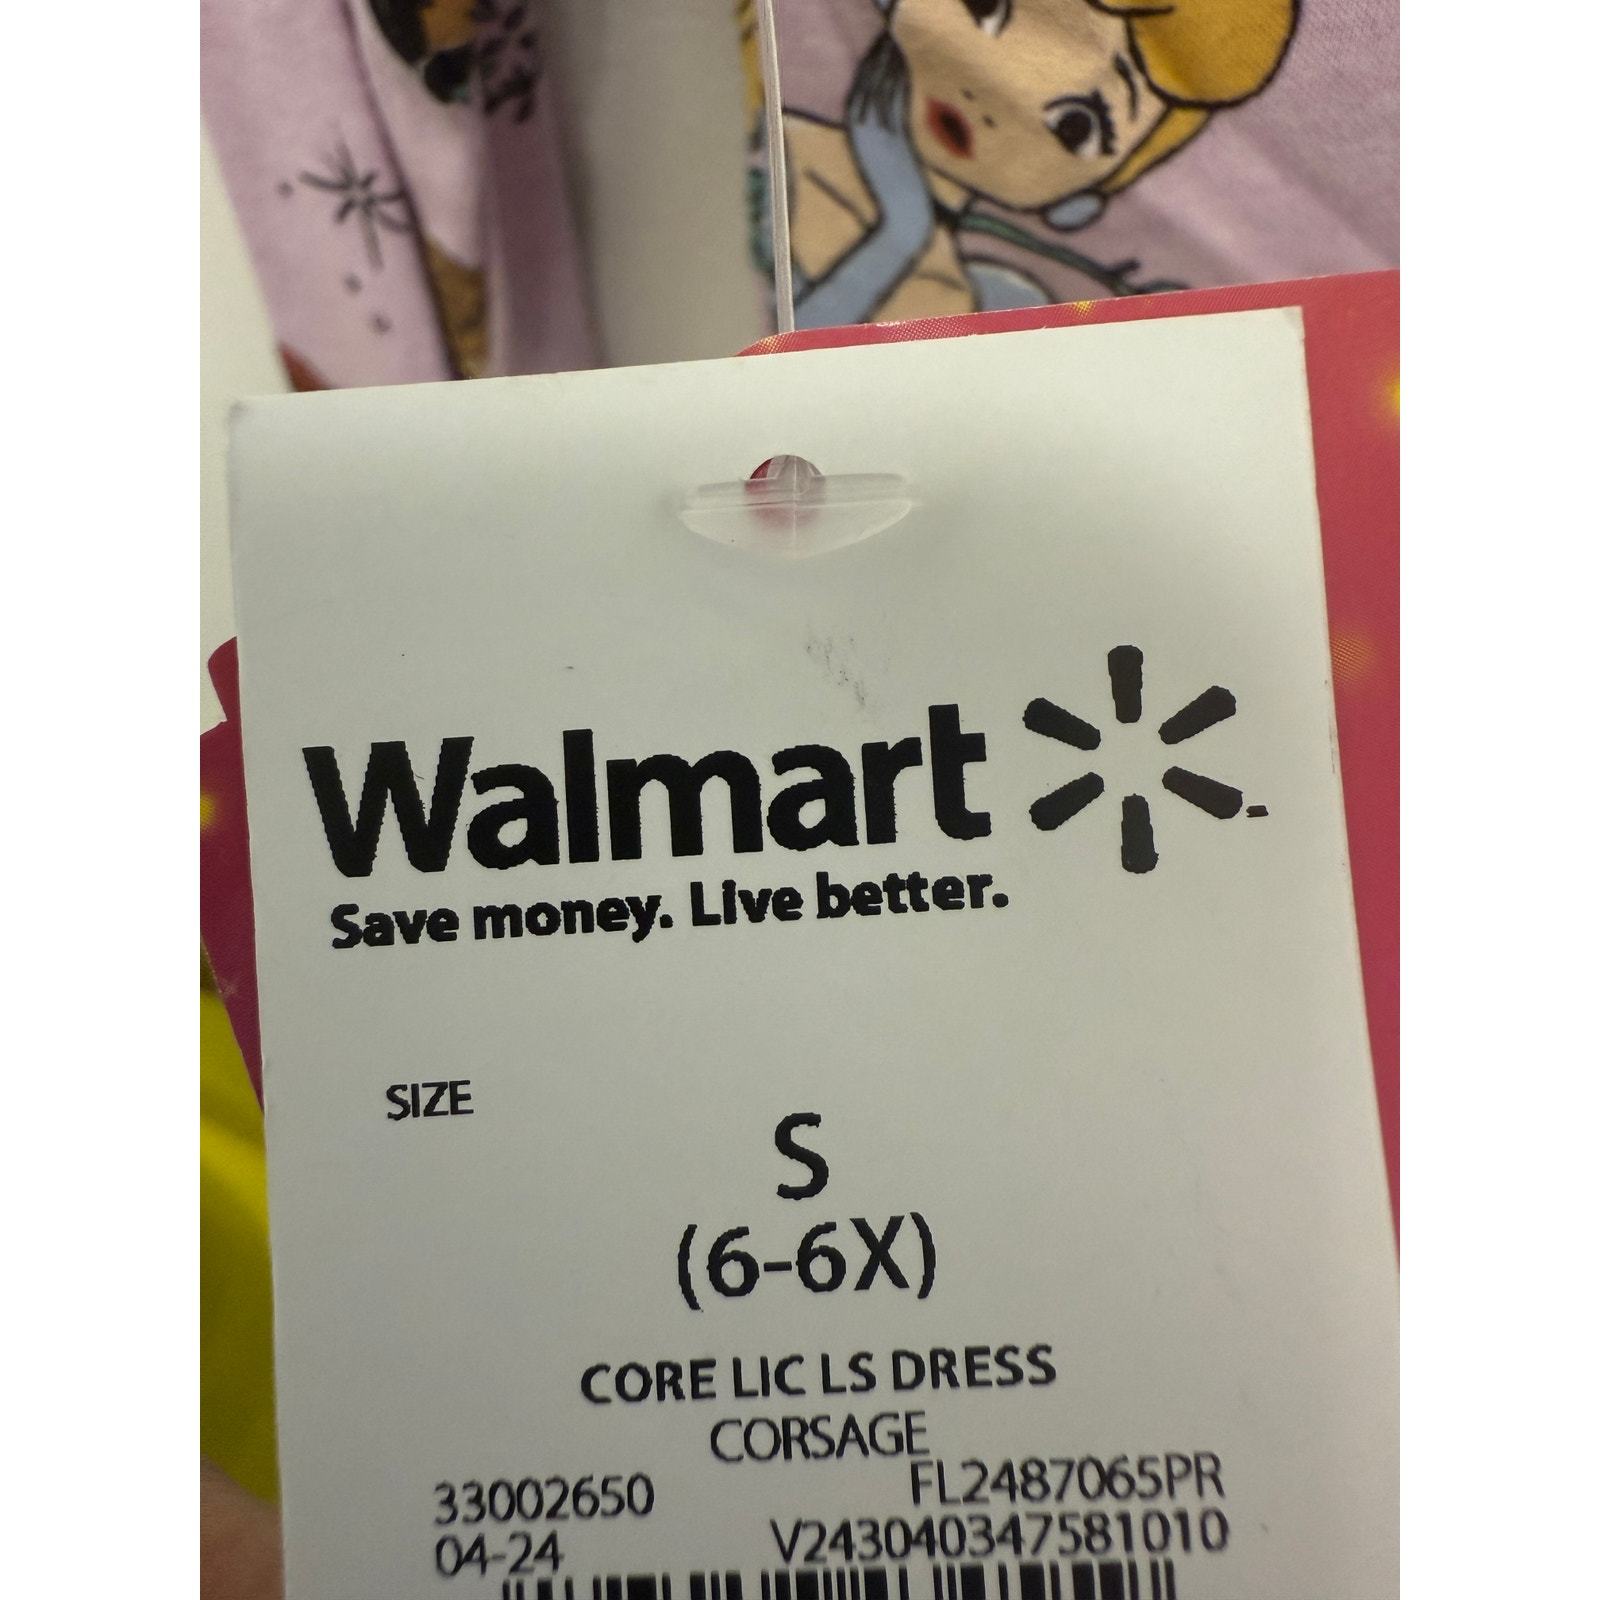 Walmart
Save money. Live better.
SIZE
S
(6-6X)
CORE LIC LS DRESS
CORSAGE
33002650 FL2487065PR
04-24 V243040347581010